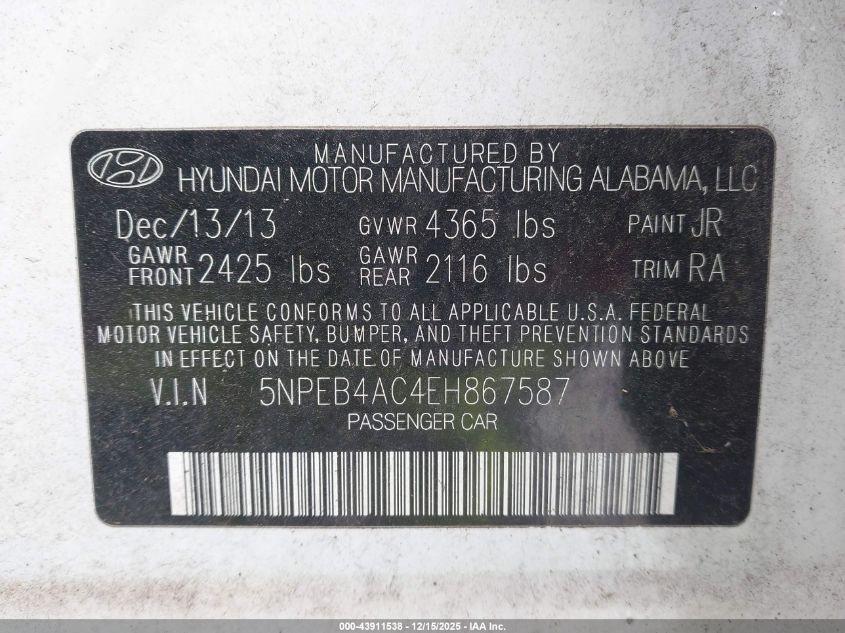 MANUFACTURED BY
HYUNDAI MOTOR MANUFACTURING ALABAMA, LLC
Dec/13/13 GVWR 4365 lbs PAINT JR
GAWR FRONT 2425 lbs GAWR REAR 2116 lbs TRIM RA
THIS VEHICLE CONFORMS TO ALL APPLICABLE U.S.A. FEDERAL
MOTOR VEHICLE SAFETY, BUMPER, AND THEFT PREVENTION STANDARDS
IN EFFECT ON THE DATE OF MANUFACTURE SHOWN ABOVE
V.I.N 5NPEB4AC4EH867587
PASSENGER CAR
000-43911538 - 12/15/2025 - IAA Inc.